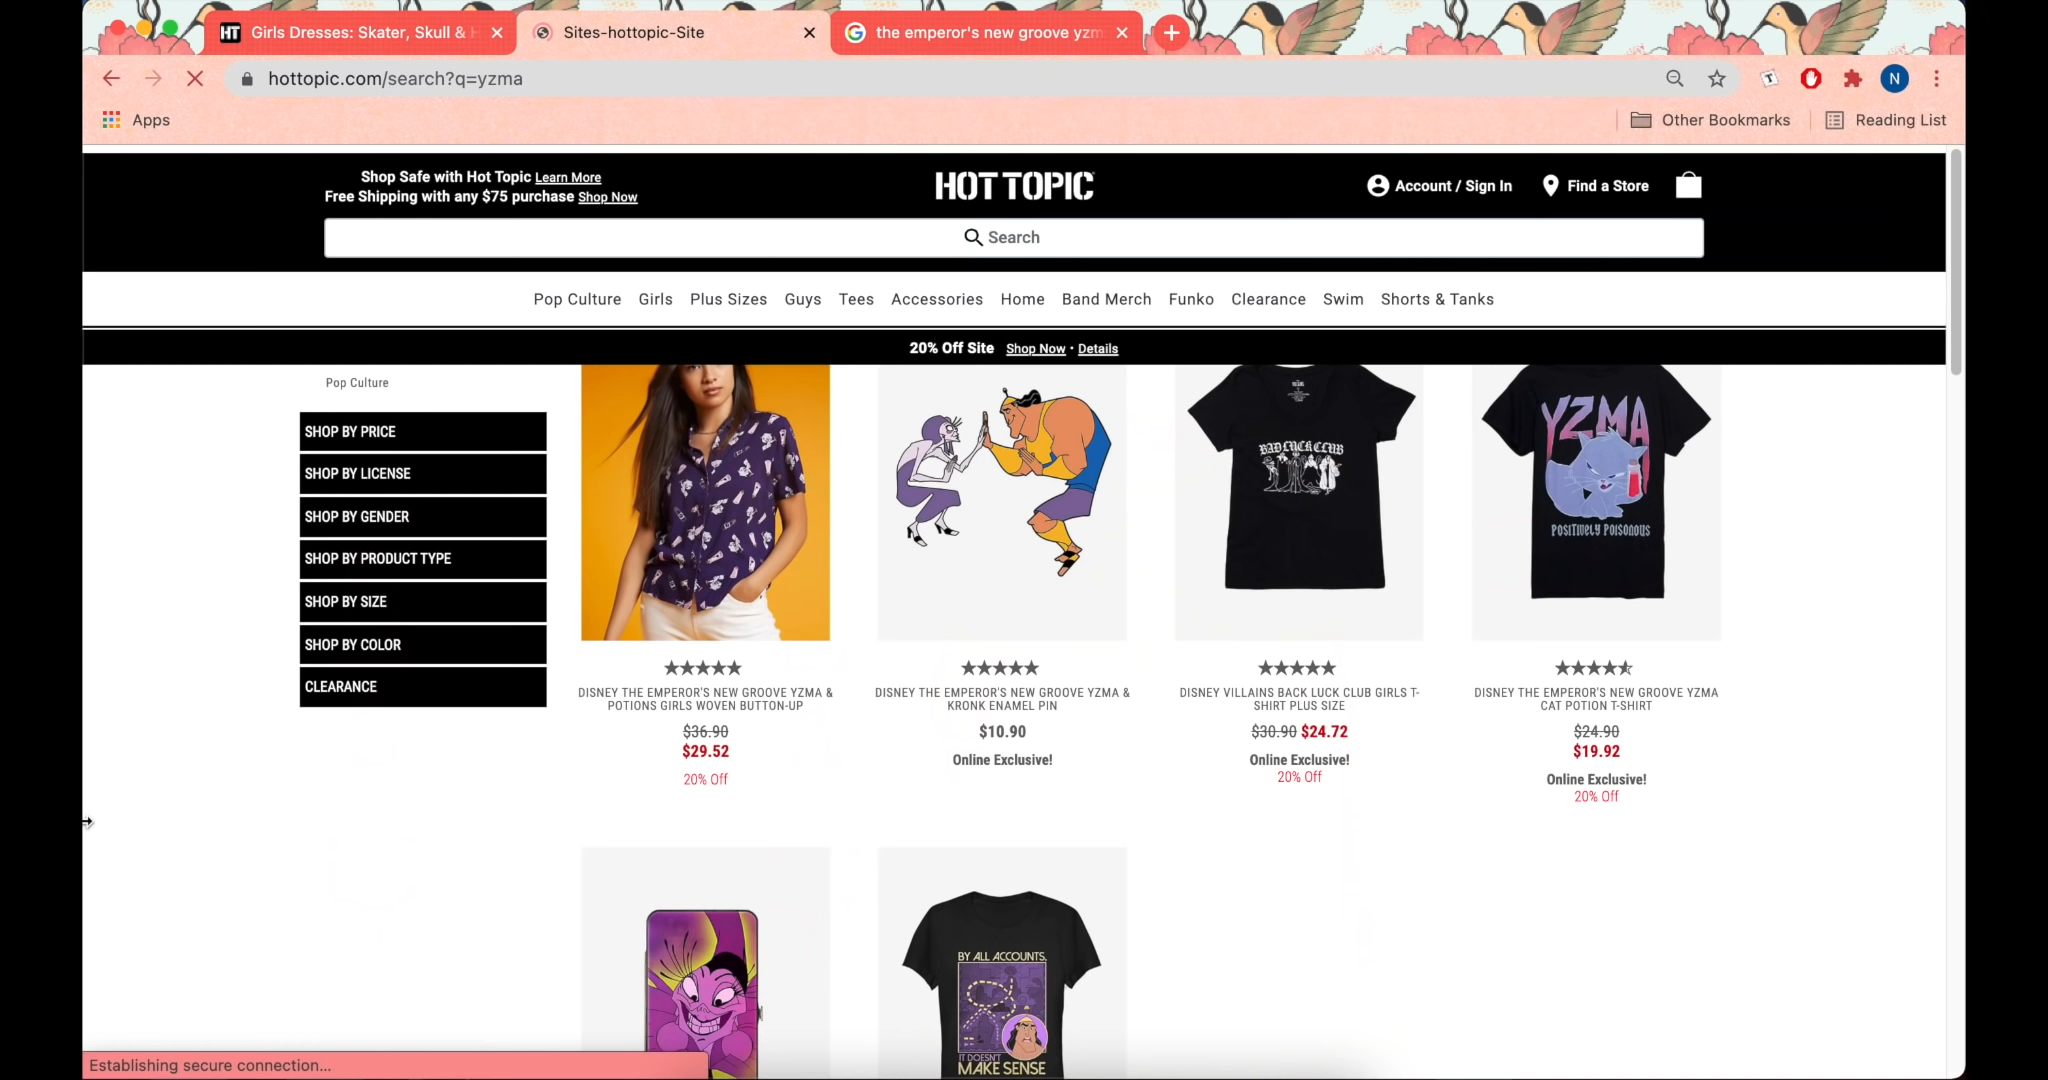 Girls Dresses: Skater, Skull & H
Sites-hottopic-Site
the emperor's new groove yzm
hottopic.com/search?q=yzma
N
Apps
Other Bookmarks
Reading List
Shop Safe with Hot Topic Learn More
Free Shipping with any $75 purchase Shop Now
HOT TOPIC
Account / Sign In
Find a Store
Search
Pop Culture Girls Plus Sizes Guys Tees Accessories Home Band Merch Funko Clearance Swim Shorts & Tanks
20% Off Site Shop Now • Details
Pop Culture
SHOP BY PRICE
SHOP BY LICENSE
SHOP BY GENDER
SHOP BY PRODUCT TYPE
SHOP BY SIZE
SHOP BY COLOR
CLEARANCE
BAD LUCK CLUB
YZMA
POSITIVELY POISONOUS
DISNEY THE EMPEROR'S NEW GROOVE YZMA &
POTIONS GIRLS WOVEN BUTTON-UP
$36.90
$29.52
20% Off
DISNEY THE EMPEROR'S NEW GROOVE YZMA &
KRONK ENAMEL PIN
$10.90
Online Exclusive!
DISNEY VILLAINS BACK LUCK CLUB GIRLS T-
SHIRT PLUS SIZE
$30.90 $24.72
Online Exclusive!
20% Off
DISNEY THE EMPEROR'S NEW GROOVE YZMA
CAT POTION T-SHIRT
$24.90
$19.92
Online Exclusive!
20% Off
BY ALL ACCOUNTS,
IT DOESN'T
MAKE SENSE
Establishing secure connection...